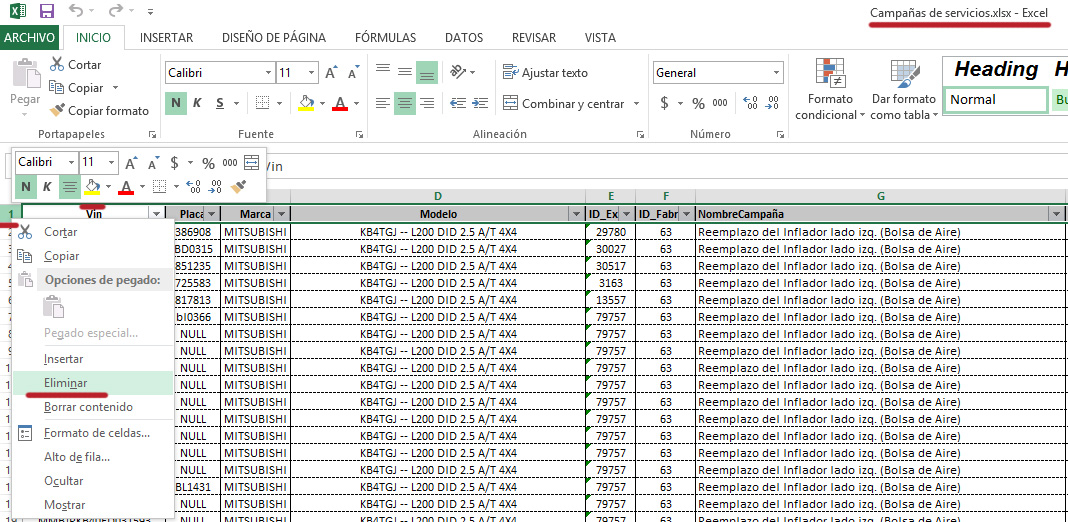 Campañas de servicios.xlsx - Excel
ARCHIVO INICIO INSERTAR DISEÑO DE PÁGINA FÓRMULAS DATOS REVISAR VISTA
Pegar
Cortar
Copiar
Copiar formato
Portapapeles
Calibri 11 A A
N K S A
Fuente
Ajustar texto
Combinar y centrar
Alineación
General
$ % 000
Número
Formato condicional
Dar formato como tabla
Heading H
Normal Bu
Calibri 11 A A $ % 000
N K A
Vin
D E F G
1 Vin Placa Marca Modelo ID_Ex ID_Fabr NombreCampaña
386908 MITSUBISHI KB4TGJ -- L200 DID 2.5 A/T 4X4 29780 63 Reemplazo del Inflador lado izq. (Bolsa de Aire)
BD0315 MITSUBISHI KB4TGJ -- L200 DID 2.5 A/T 4X4 30027 63 Reemplazo del Inflador lado izq. (Bolsa de Aire)
851235 MITSUBISHI KB4TGJ -- L200 DID 2.5 A/T 4X4 30517 63 Reemplazo del Inflador lado izq. (Bolsa de Aire)
725583 MITSUBISHI KB4TGJ -- L200 DID 2.5 A/T 4X4 3163 63 Reemplazo del Inflador lado izq. (Bolsa de Aire)
817813 MITSUBISHI KB4TGJ -- L200 DID 2.5 A/T 4X4 13557 63 Reemplazo del Inflador lado izq. (Bolsa de Aire)
bI0366 MITSUBISHI KB4TGJ -- L200 DID 2.5 A/T 4X4 79757 63 Reemplazo del Inflador lado izq. (Bolsa de Aire)
NULL MITSUBISHI KB4TGJ -- L200 DID 2.5 A/T 4X4 79757 63 Reemplazo del Inflador lado izq. (Bolsa de Aire)
NULL MITSUBISHI KB4TGJ -- L200 DID 2.5 A/T 4X4 79757 63 Reemplazo del Inflador lado izq. (Bolsa de Aire)
NULL MITSUBISHI KB4TGJ -- L200 DID 2.5 A/T 4X4 79757 63 Reemplazo del Inflador lado izq. (Bolsa de Aire)
NULL MITSUBISHI KB4TGJ -- L200 DID 2.5 A/T 4X4 79757 63 Reemplazo del Inflador lado izq. (Bolsa de Aire)
NULL MITSUBISHI KB4TGJ -- L200 DID 2.5 A/T 4X4 79757 63 Reemplazo del Inflador lado izq. (Bolsa de Aire)
NULL MITSUBISHI KB4TGJ -- L200 DID 2.5 A/T 4X4 79757 63 Reemplazo del Inflador lado izq. (Bolsa de Aire)
NULL MITSUBISHI KB4TGJ -- L200 DID 2.5 A/T 4X4 79757 63 Reemplazo del Inflador lado izq. (Bolsa de Aire)
NULL MITSUBISHI KB4TGJ -- L200 DID 2.5 A/T 4X4 79757 63 Reemplazo del Inflador lado izq. (Bolsa de Aire)
NULL MITSUBISHI KB4TGJ -- L200 DID 2.5 A/T 4X4 79757 63 Reemplazo del Inflador lado izq. (Bolsa de Aire)
BL1431 MITSUBISHI KB4TGJ -- L200 DID 2.5 A/T 4X4 79757 63 Reemplazo del Inflador lado izq. (Bolsa de Aire)
NULL MITSUBISHI KB4TGJ -- L200 DID 2.5 A/T 4X4 79757 63 Reemplazo del Inflador lado izq. (Bolsa de Aire)
NULL MITSUBISHI KB4TGJ -- L200 DID 2.5 A/T 4X4 79757 63 Reemplazo del Inflador lado izq. (Bolsa de Aire)
Cortar
Copiar
Opciones de pegado:
Pegado especial...
Insertar
Eliminar
Borrar contenido
Formato de celdas...
Alto de fila...
Ocultar
Mostrar